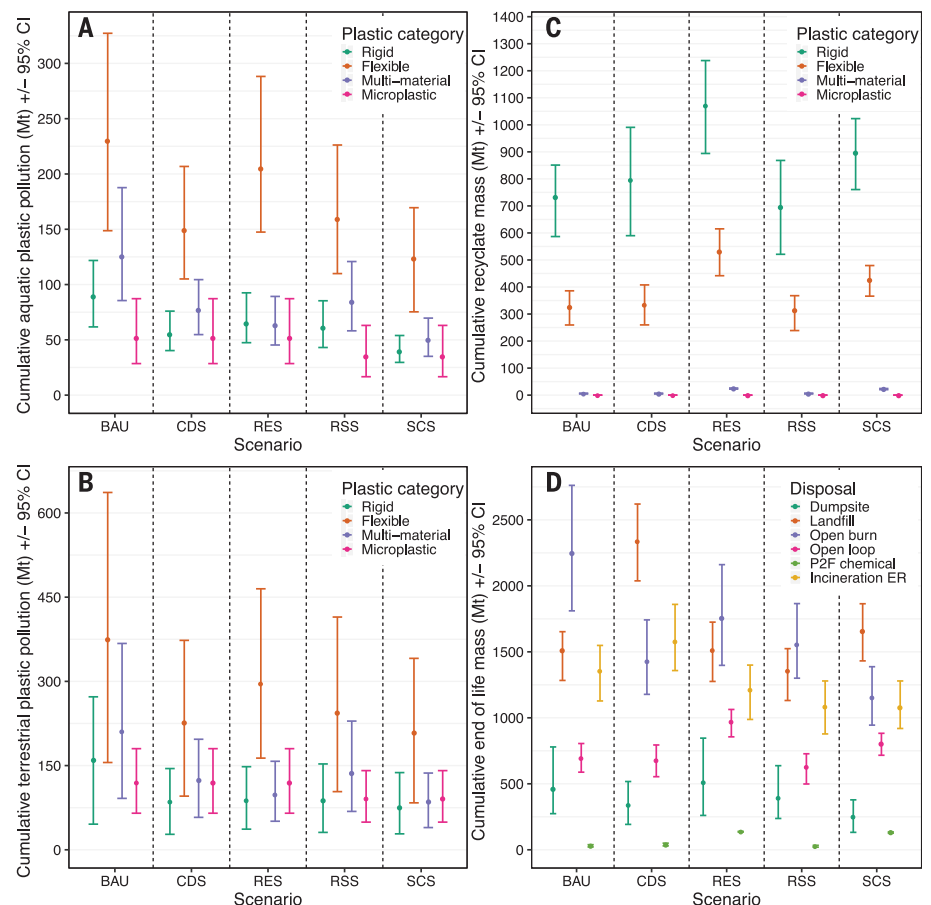 A
Cumulative aquatic plastic pollution (Mt) +/− 95% CI
300
250
200
150
100
50
0
Plastic category
Rigid
Flexible
Multi−material
Microplastic
BAU
CDS
RES
RSS
SCS
Scenario
C
Cumulative recyclate mass (Mt) +/− 95% CI
1400
1300
1200
1100
1000
900
800
700
600
500
400
300
200
100
0
Plastic category
Rigid
Flexible
Multi−material
Microplastic
BAU
CDS
RES
RSS
SCS
Scenario
B
Cumulative terrestrial plastic pollution (Mt) +/− 95% CI
600
450
300
150
0
Plastic category
Rigid
Flexible
Multi−material
Microplastic
BAU
CDS
RES
RSS
SCS
Scenario
D
Cumulative end of life mass (Mt) +/− 95% CI
2500
2000
1500
1000
500
0
Disposal
Dumpsite
Landfill
Open burn
Open loop
P2F chemical
Incineration ER
BAU
CDS
RES
RSS
SCS
Scenario